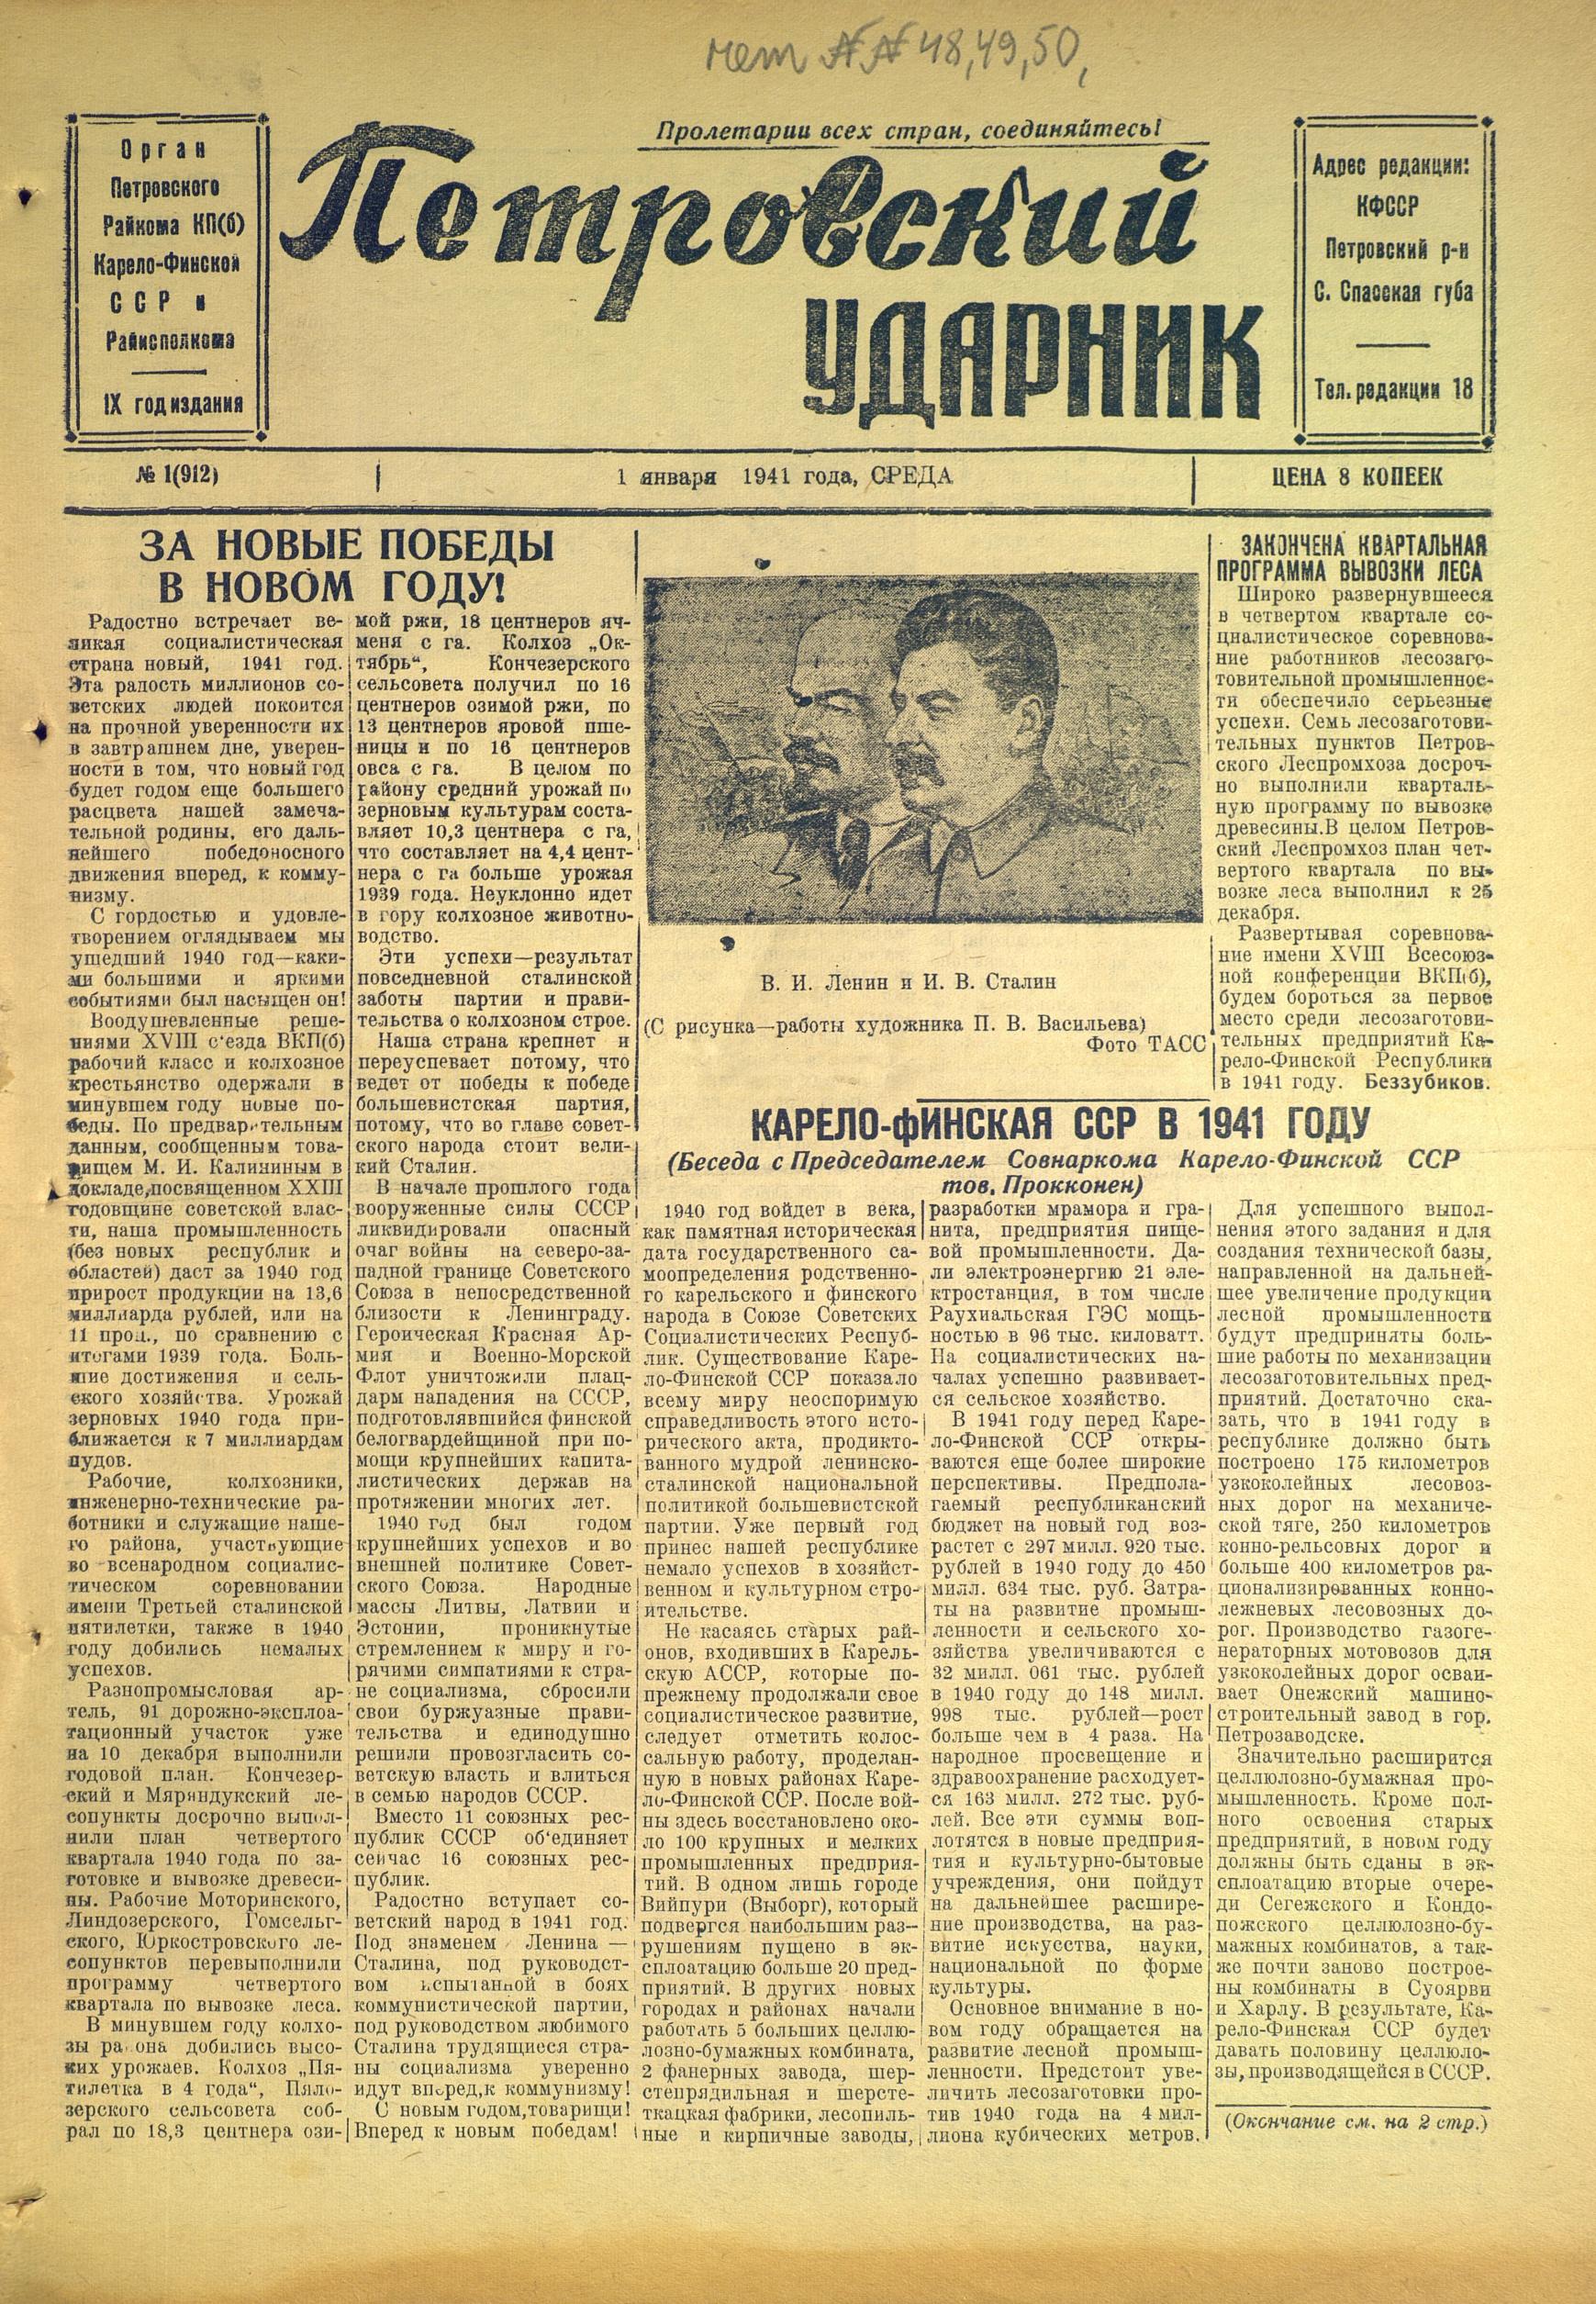 нет №№ 48,49,50,
Орган
Петровского
Райкома КП(б)
Карело-Финской
ССР и
Райисполкома
IX год издания
Пролетарии всех стран, соединяйтесь!
Петровский
УДАРНИК
Адрес редакции:
КФССР
Петровский р-н
С. Спасская губа
Тел. редакции 18
№ 1(912)
1 января 1941 года, СРЕДА
ЦЕНА 8 КОПЕЕК
ЗА НОВЫЕ ПОБЕДЫ
В НОВОМ ГОДУ!
Радостно встречает ве-
ликая социалистическая
страна новый, 1941 год.
Эта радость миллионов со-
ветских людей покоится
на прочной уверенности их
в завтрашнем дне, уверен-
ности в том, что новый год
будет годом еще большего
расцвета нашей замеча-
тельной родины, его даль-
нейшего победоносного
движения вперед, к комму-
низму.
С гордостью и удовле-
творением оглядываем мы
ушедший 1940 год—каки-
ми большими и яркими
событиями был насыщен он!
Воодушевленные реше-
ниями XVIII с‘езда ВКП(б)
рабочий класс и колхозное
крестьянство одержали в
минувшем году новые по-
беды. По предварительным
данным, сообщенным това-
рищем М. И. Калининым в
докладе, посвященном XXIII
годовщине советской влас-
ти, наша промышленность
(без новых республик и
областей) даст за 1940 год
прирост продукции на 13,6
миллиарда рублей, или на
11 проц., по сравнению с
итогами 1939 года. Боль-
шие достижения и сель-
ского хозяйства. Урожай
зерновых 1940 года при-
ближается к 7 миллиардам
пудов.
Рабочие, колхозники,
инженерно-технические ра-
ботники и служащие наше-
го района, участвующие
во всенародном социалис-
тическом соревновании
имени Третьей сталинской
пятилетки, также в 1940
году добились немалых
успехов.
Разнопромысловая ар-
тель, 91 дорожно-эксплоа-
тационный участок уже
на 10 декабря выполнили
годовой план. Кончезер-
ский и Мяриндукский ле-
сопункты досрочно выпол-
нили план четвертого
квартала 1940 года по за-
готовке и вывозке древеси-
ны. Рабочие Моторинского,
Линдозерского, Гомсельг-
ского, Юркостровского ле-
сопунктов перевыполнили
программу четвертого
квартала по вывозке леса.
В минувшем году колхо-
зы района добились высо-
ких урожаев. Колхоз „Пя-
тилетка в 4 года“, Пяло-
зерского сельсовета соб-
рал по 18,3 центнера ози-
мой ржи, 18 центнеров яч-
меня с га. Колхоз „Ок-
тябрь“, Кончезерского
сельсовета получил по 16
центнеров озимой ржи, по
13 центнеров яровой пше-
ницы и по 16 центнеров
овса с га. В целом по
району средний урожай по
зерновым культурам соста-
вляет 10,3 центнера с га,
что составляет на 4,4 цент-
нера с га больше урожая
1939 года. Неуклонно идет
в гору колхозное животно-
водство.
Эти успехи—результат
повседневной сталинской
заботы партии и прави-
тельства о колхозном строе.
Наша страна крепнет и
переуспевает потому, что
ведет от победы к победе
большевистская партия,
потому, что во главе совет-
ского народа стоит вели-
кий Сталин.
В начале прошлого года
вооруженные силы СССР
ликвидировали опасный
очаг войны на северо-за-
падной границе Советского
Союза в непосредственной
близости к Ленинграду.
Героическая Красная Ар-
мия и Военно-Морской
Флот уничтожили плац-
дарм нападения на СССР,
подготовлявшийся финской
белогвардейщиной при по-
мощи крупнейших капита-
листических держав на
протяжении многих лет.
1940 год был годом
крупнейших успехов и во
внешней политике Совет-
ского Союза. Народные
массы Литвы, Латвии и
Эстонии, проникнутые
стремлением к миру и го-
рячими симпатиями к стра-
не социализма, сбросили
свои буржуазные прави-
тельства и единодушно
решили провозгласить со-
ветскую власть и влиться
в семью народов СССР.
Вместо 11 союзных рес-
публик СССР об‘единяет
сейчас 16 союзных рес-
публик.
Радостно вступает со-
ветский народ в 1941 год.
Под знаменем Ленина —
Сталина, под руководст-
вом испытанной в боях
коммунистической партии,
под руководством любимого
Сталина трудящиеся стра-
ны социализма уверенно
идут вперед, к коммунизму!
С новым годом, товарищи!
Вперед к новым победам!
В. И. Ленин и И. В. Сталин
(С рисунка—работы художника П. В. Васильева)
Фото ТАСС
ЗАКОНЧЕНА КВАРТАЛЬНАЯ
ПРОГРАММА ВЫВОЗКИ ЛЕСА
Широко развернувшееся
в четвертом квартале со-
циалистическое соревнова-
ние работников лесозаго-
товительной промышленнос-
ти обеспечило серьезные
успехи. Семь лесозаготови-
тельных пунктов Петров-
ского Леспромхоза досроч-
но выполнили кварталь-
ную программу по вывозке
древесины.В целом Петров-
ский Леспромхоз план чет-
вертого квартала по вы-
возке леса выполнил к 25
декабря.
Развертывая соревнова-
ние имени XVIII Всесоюз-
ной конференции ВКП(б),
будем бороться за первое
место среди лесозаготови-
тельных предприятий Ка-
рело-Финской Республики
в 1941 году. Беззубиков.
КАРЕЛО-ФИНСКАЯ ССР В 1941 ГОДУ
(Беседа с Председателем Совнаркома Карело-Финской ССР
тов. Прокконен)
1940 год войдет в века,
как памятная историческая
дата государственного са-
моопределения родственно-
го карельского и финского
народа в Союзе Советских
Социалистических Респуб-
лик. Существование Каре-
ло-Финской ССР показало
всему миру неоспоримую
справедливость этого исто-
рического акта, продикто-
ванного мудрой ленинско-
сталинской национальной
политикой большевистской
партии. Уже первый год
принес нашей республике
немало успехов в хозяйст-
венном и культурном стро-
ительстве.
Не касаясь старых рай-
онов, входивших в Карель-
скую АССР, которые по-
прежнему продолжали свое
социалистическое развитие,
следует отметить колос-
сальную работу, проделан-
ную в новых районах Каре-
ло-Финской ССР. После вой-
ны здесь восстановлено око-
ло 100 крупных и мелких
промышленных предприя-
тий. В одном лишь городе
Вийпури (Выборг), который
подвергся наибольшим раз-
рушениям пущено в эк-
сплоатацию больше 20 пред-
приятий. В других новых
городах и районах начали
работать 5 больших целлю-
лозно-бумажных комбината,
2 фанерных завода, шер-
степрядильная и шерсте-
ткацкая фабрики, лесопиль-
ные и кирпичные заводы,
разработки мрамора и гра-
нита, предприятия пище-
вой промышленности. Да-
ли электроэнергию 21 эле-
ктростанция, в том числе
Раухиальская ГЭС мощь-
ностью в 96 тыс. киловатт.
На социалистических на-
чалах успешно развивает-
ся сельское хозяйство.
В 1941 году перед Каре-
ло-Финской ССР откры-
ваются еще более широкие
перспективы. Предпола-
гаемый республиканский
бюджет на новый год воз-
растет с 297 милл. 920 тыс.
рублей в 1940 году до 450
милл. 634 тыс. руб. Затра-
ты на развитие промыш-
ленности и сельского хо-
зяйства увеличиваются с
32 милл. 061 тыс. рублей
в 1940 году до 148 милл.
998 тыс. рублей—рост
больше чем в 4 раза. На
народное просвещение и
здравоохранение расходует-
ся 163 милл. 272 тыс. руб-
лей. Все эти суммы воп-
лотятся в новые предприя-
тия и культурно-бытовые
учреждения, они пойдут
на дальнейшее расшире-
ние производства, на раз-
витие искусства, науки,
национальной по форме
культуры.
Основное внимание в но-
вом году обращается на
развитие лесной промыш-
ленности. Предстоит уве-
личить лесозаготовки про-
тив 1940 года на 4 мил-
лиона кубических метров.
Для успешного выпол-
нения этого задания и для
создания технической базы,
направленной на дальней-
шее увеличение продукции
лесной промышленности
будут предприняты боль-
шие работы по механизации
лесозаготовительных пред-
приятий. Достаточно ска-
зать, что в 1941 году в
республике должно быть
построено 175 километров
узкоколейных лесовоз-
ных дорог на механиче-
ской тяге, 250 километров
конно-рельсовых дорог и
больше 400 километров ра-
ционализированных конно-
лежневых лесовозных до-
рог. Производство газоге-
нераторных мотовозов для
узкоколейных дорог осваи-
вает Онежский машино-
строительный завод в гор.
Петрозаводске.
Значительно расширится
целлюлозно-бумажная про-
мышленность. Кроме пол-
ного освоения старых
предприятий, в новом году
должны быть сданы в эк-
сплоатацию вторые очере-
ди Сегежского и Кондо-
пожского целлюлозно-бу-
мажных комбинатов, а так-
же почти заново построе-
ны комбинаты в Суоярви
и Харлу. В результате, Ка-
рело-Финская ССР будет
давать половину целлюло-
зы, производящейся в СССР.
(Окончание см. на 2 стр.)